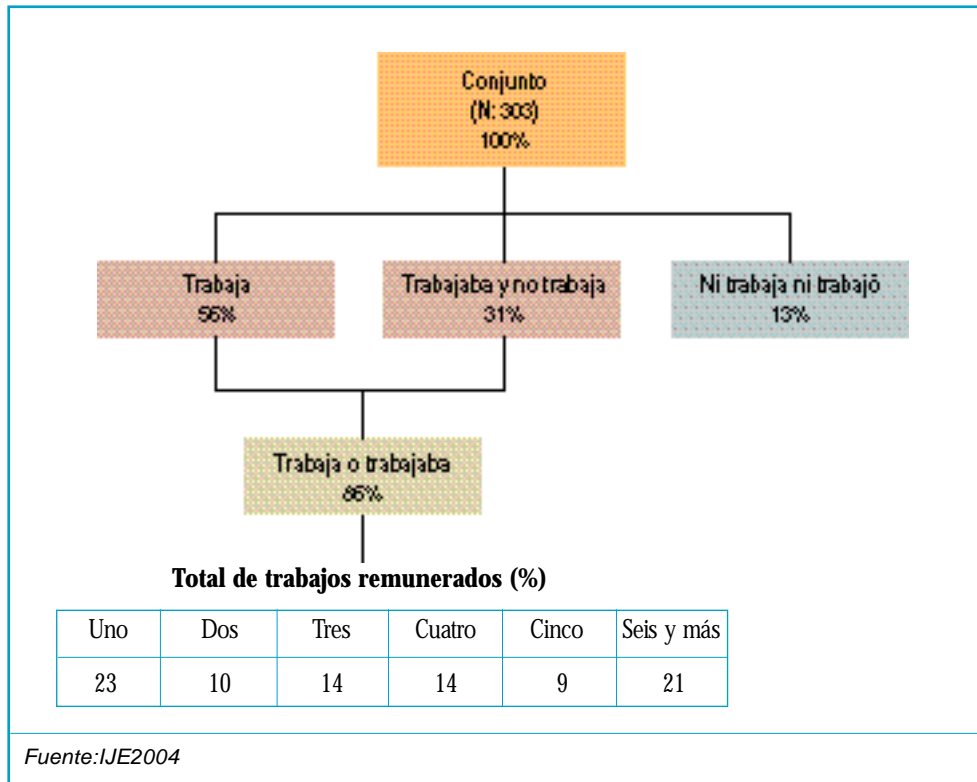 Conjunto
(N: 303)
100%
Trabaja
56%
Trabajaba y no trabaja
31%
Ni trabaja ni trabajó
13%
Trabaja o trabajaba
86%
Total de trabajos remunerados (%)
Uno Dos Tres Cuatro Cinco Seis y más
23 10 14 14 9 21
Fuente:IJE2004